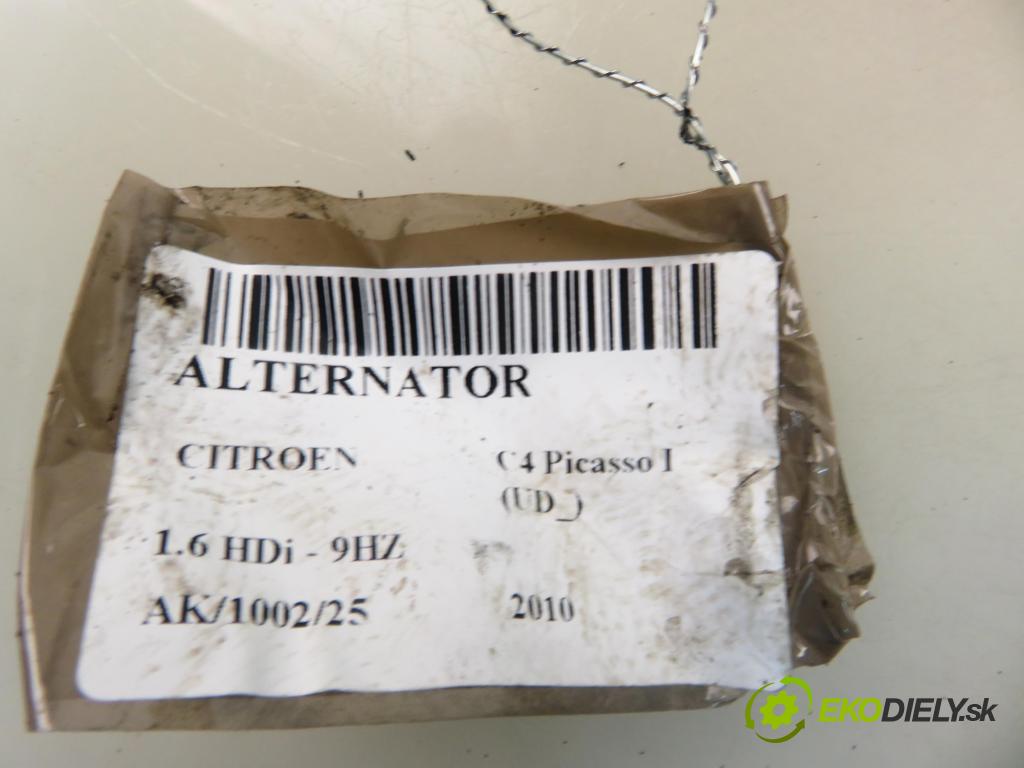 ALTERNATOR
CITROEN C4 Picasso I
(UD_)
1.6 HDi - 9HZ
AK/1002/25 2010
EKODIELY.sk